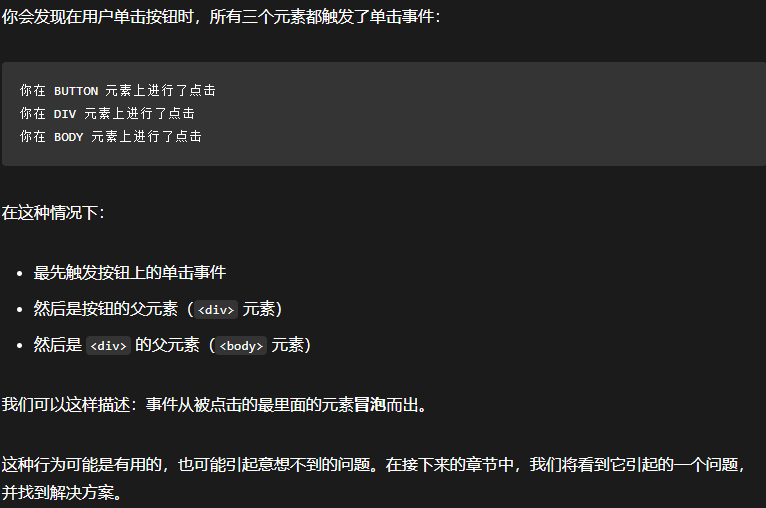 你会发现在用户单击按钮时，所有三个元素都触发了单击事件：
你在 BUTTON 元素上进行了点击
你在 DIV 元素上进行了点击
你在 BODY 元素上进行了点击
在这种情况下：
• 最先触发按钮上的单击事件
• 然后是按钮的父元素（<div> 元素）
• 然后是 <div> 的父元素（<body> 元素）
我们可以这样描述：事件从被点击的最里面的元素冒泡而出。
这种行为可能是有用的，也可能引起意想不到的问题。在接下来的章节中，我们将看到它引起的一个问题，
并找到解决方案。